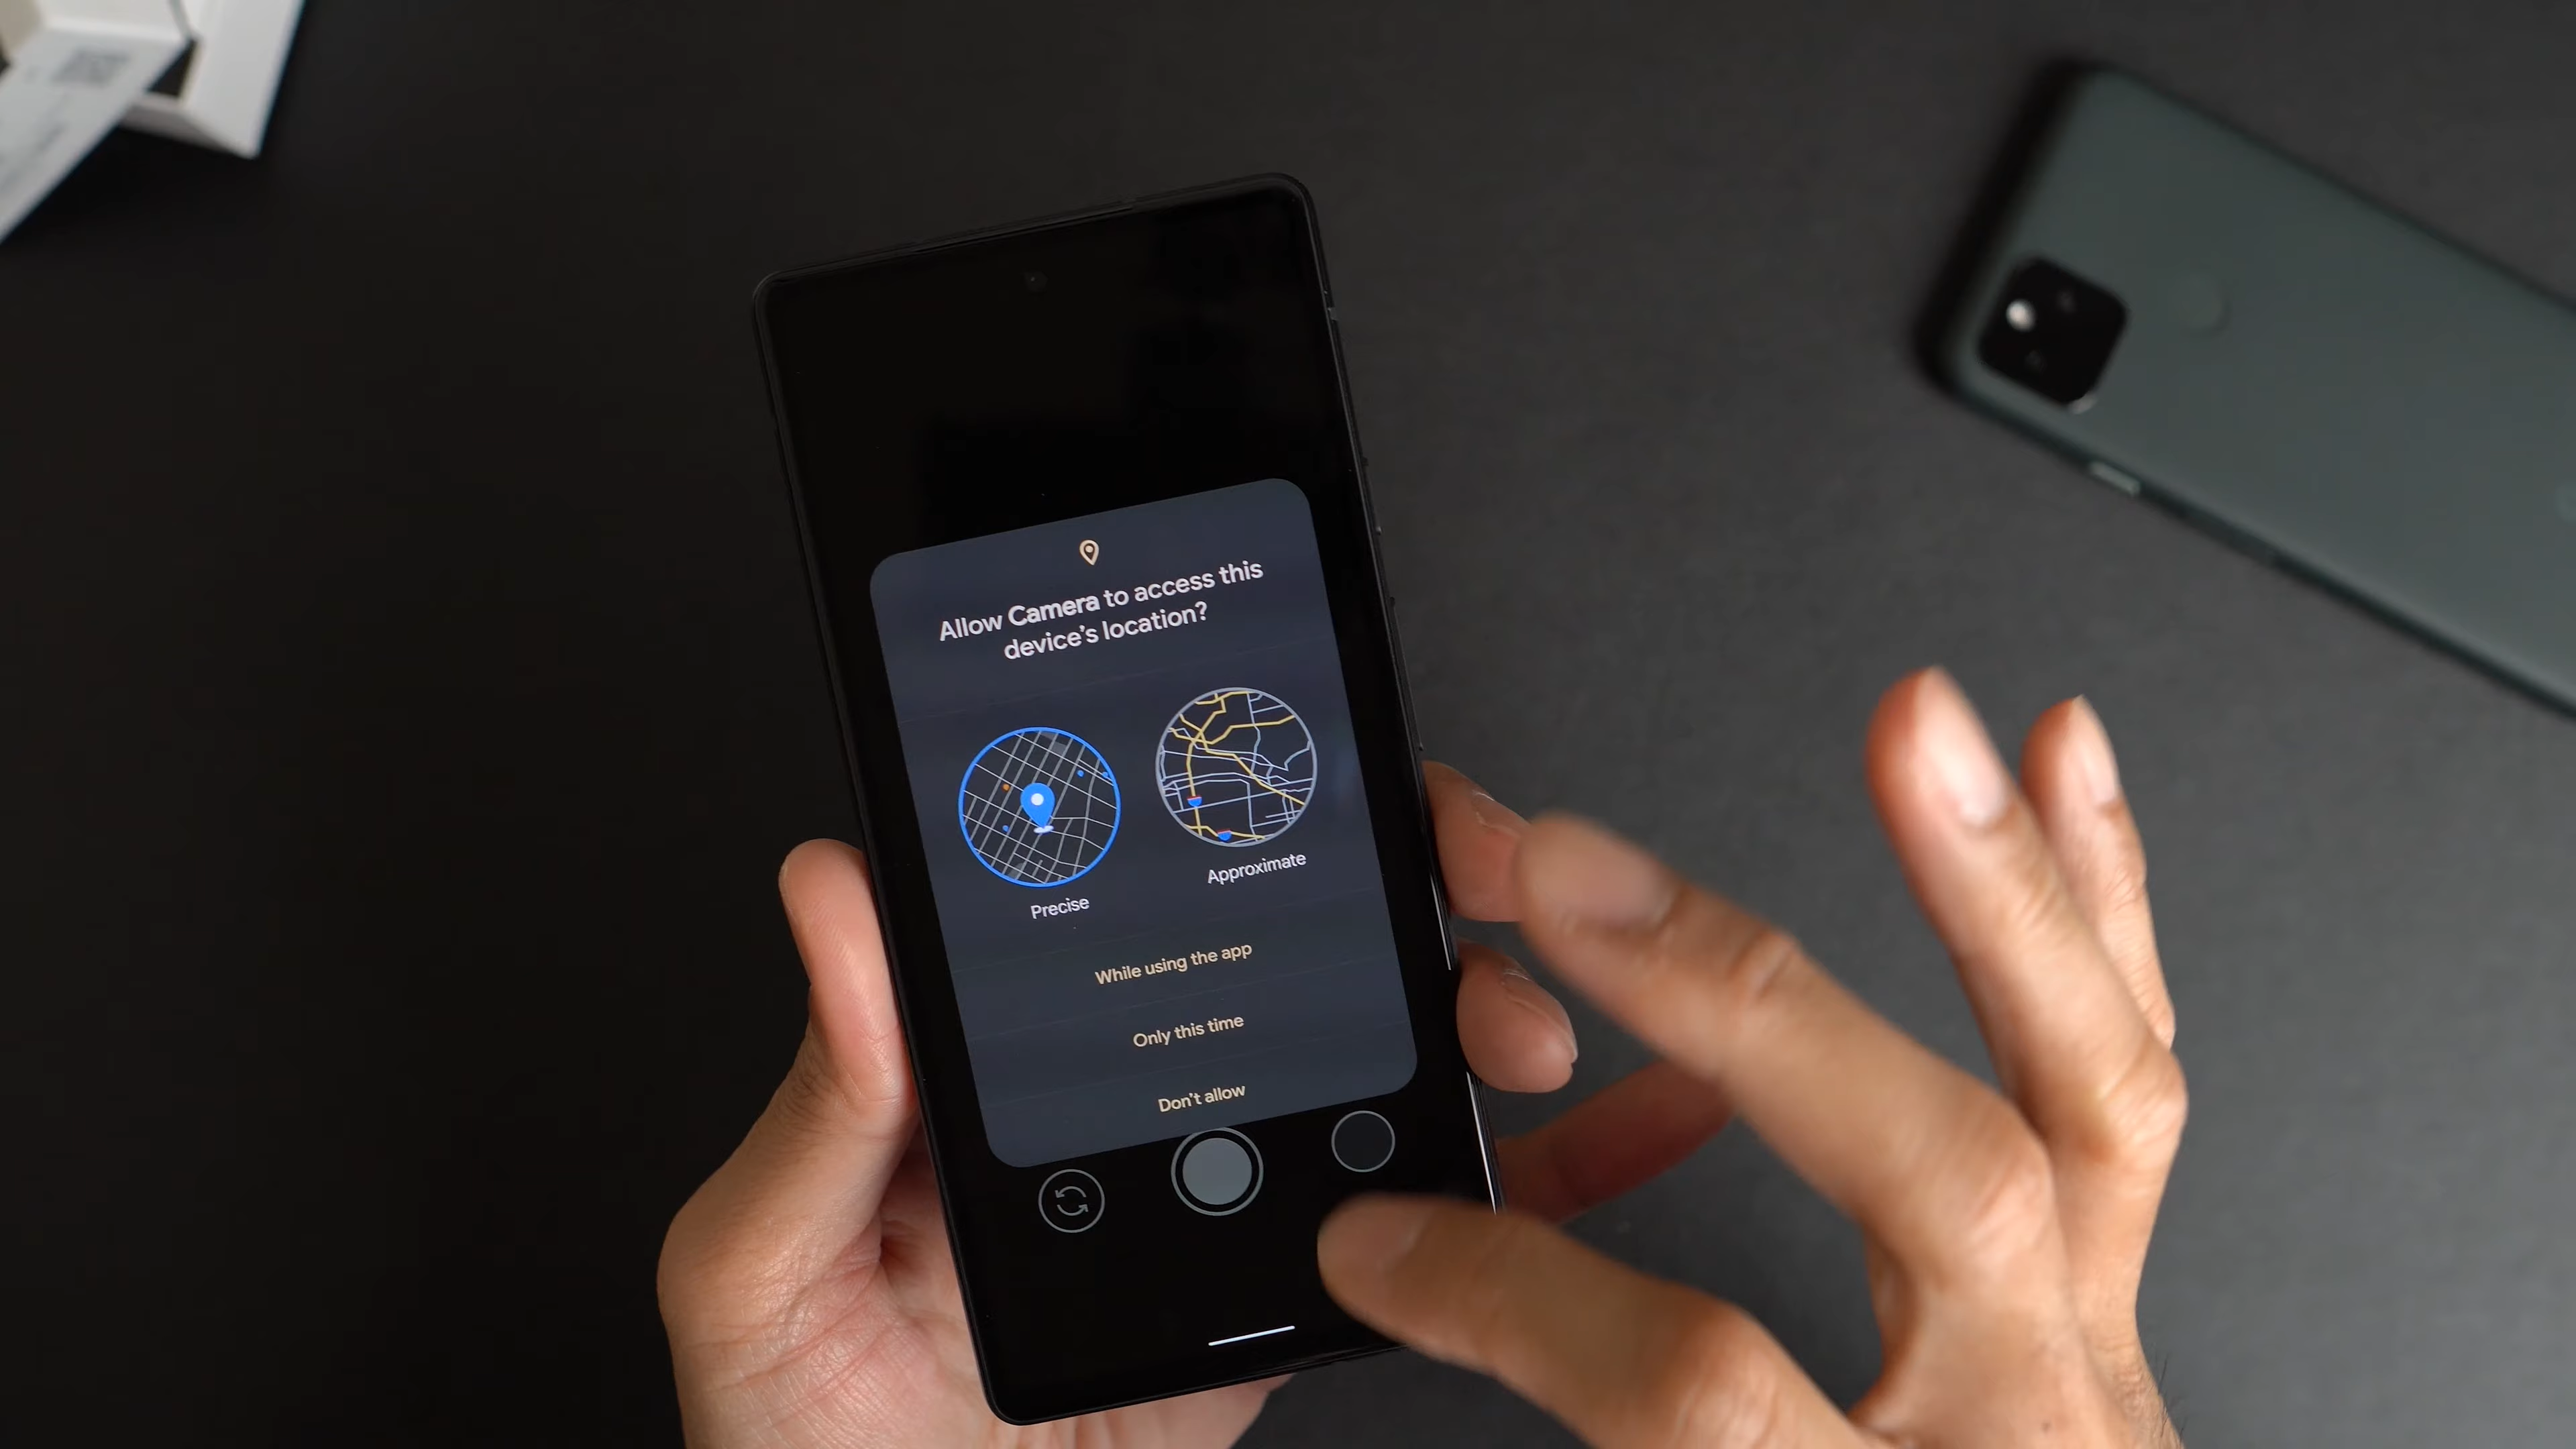 Allow Camera to access this
device's location?
Precise
Approximate
While using the app
Only this time
Don't allow